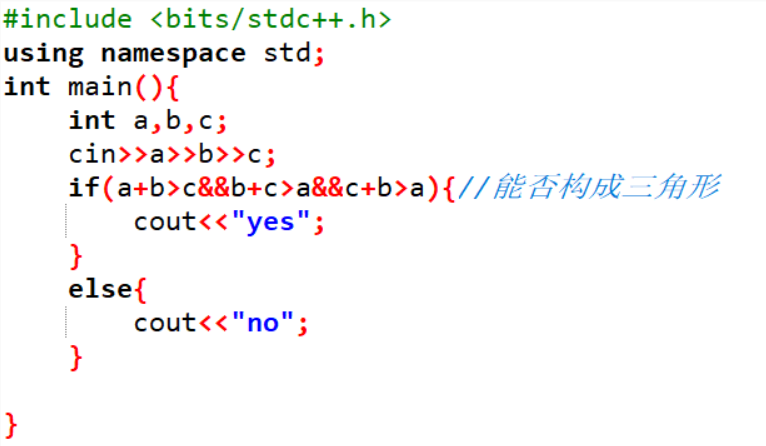 #include <bits/stdc++.h>
using namespace std;
int main(){
    int a,b,c;
    cin>>a>>b>>c;
    if(a+b>c&&b+c>a&&c+b>a){//能否构成三角形
        cout<<"yes";
    }
    else{
        cout<<"no";
    }
}